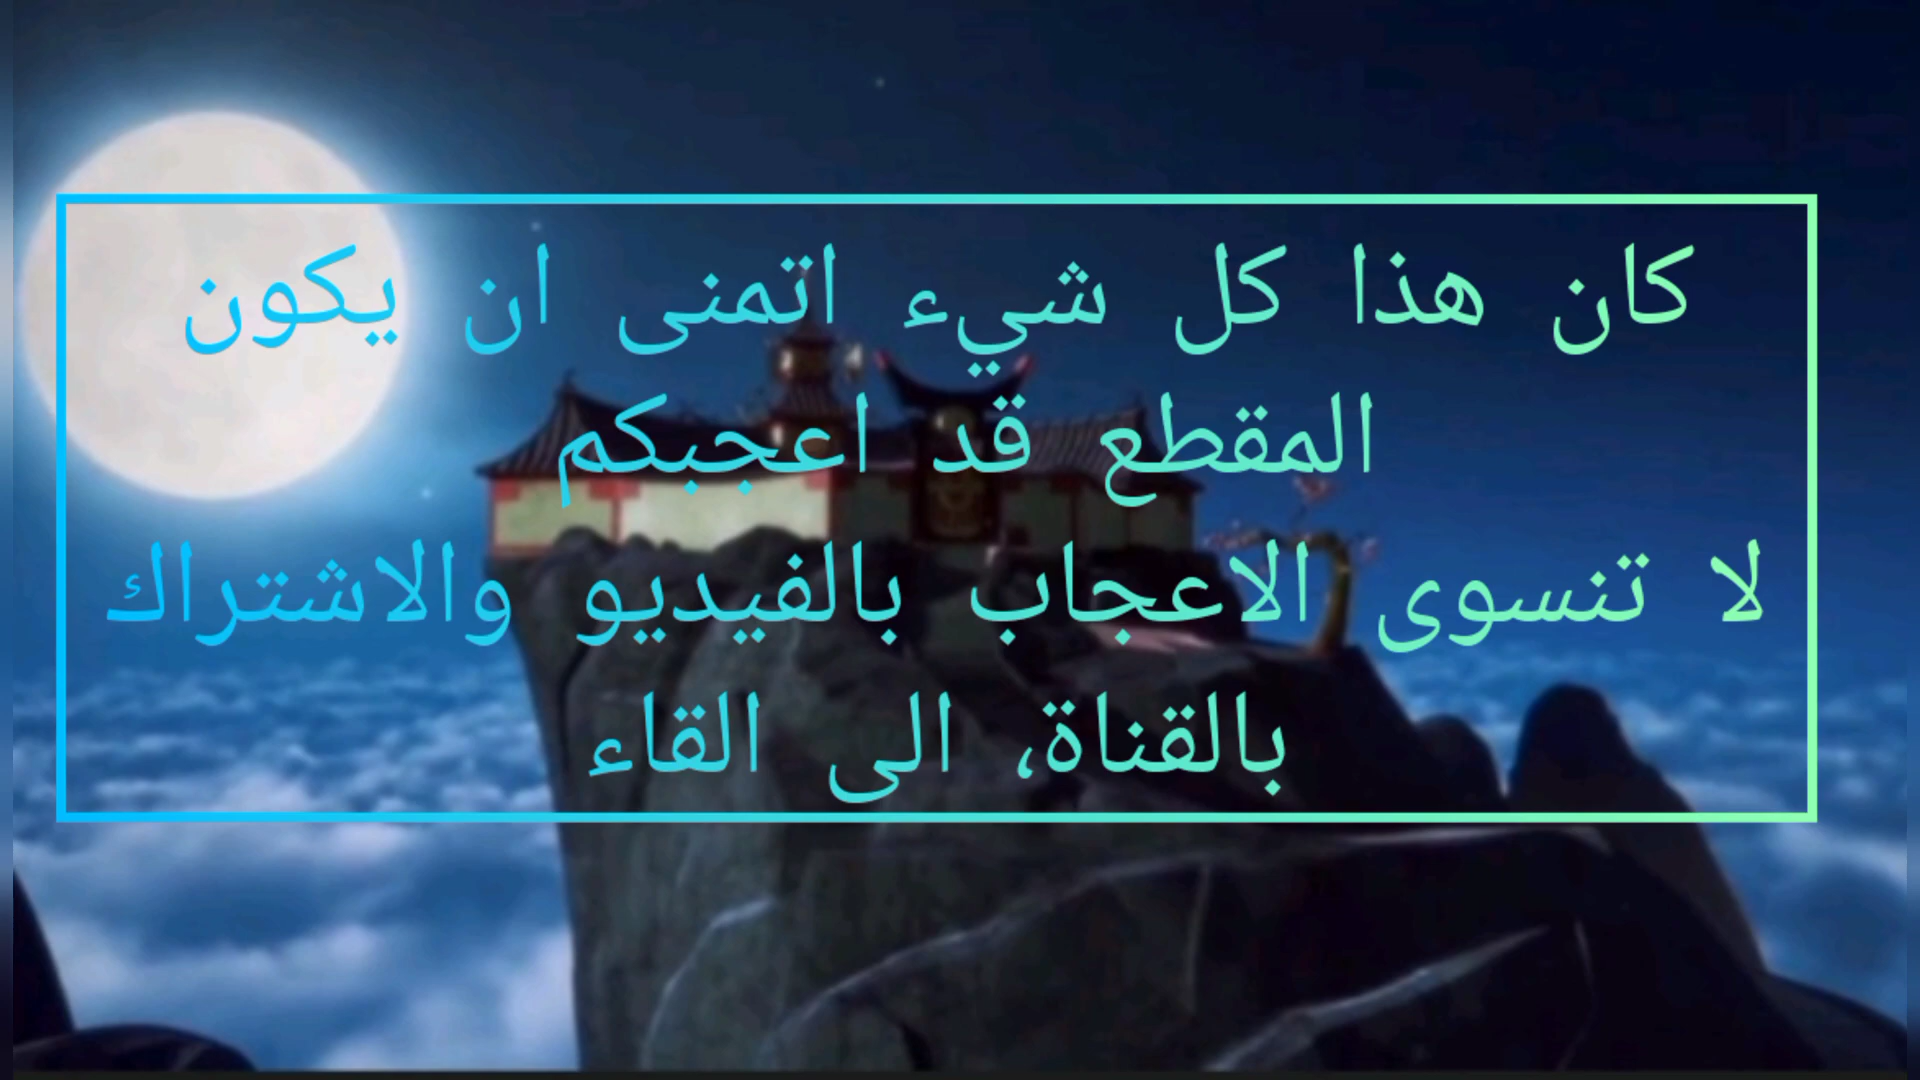 كان هذا كل شيء اتمنى ان يكون
المقطع قد اعجبكم
لا تنسوى الاعجاب بالفيديو والاشتراك
بالقناة، الى القاء